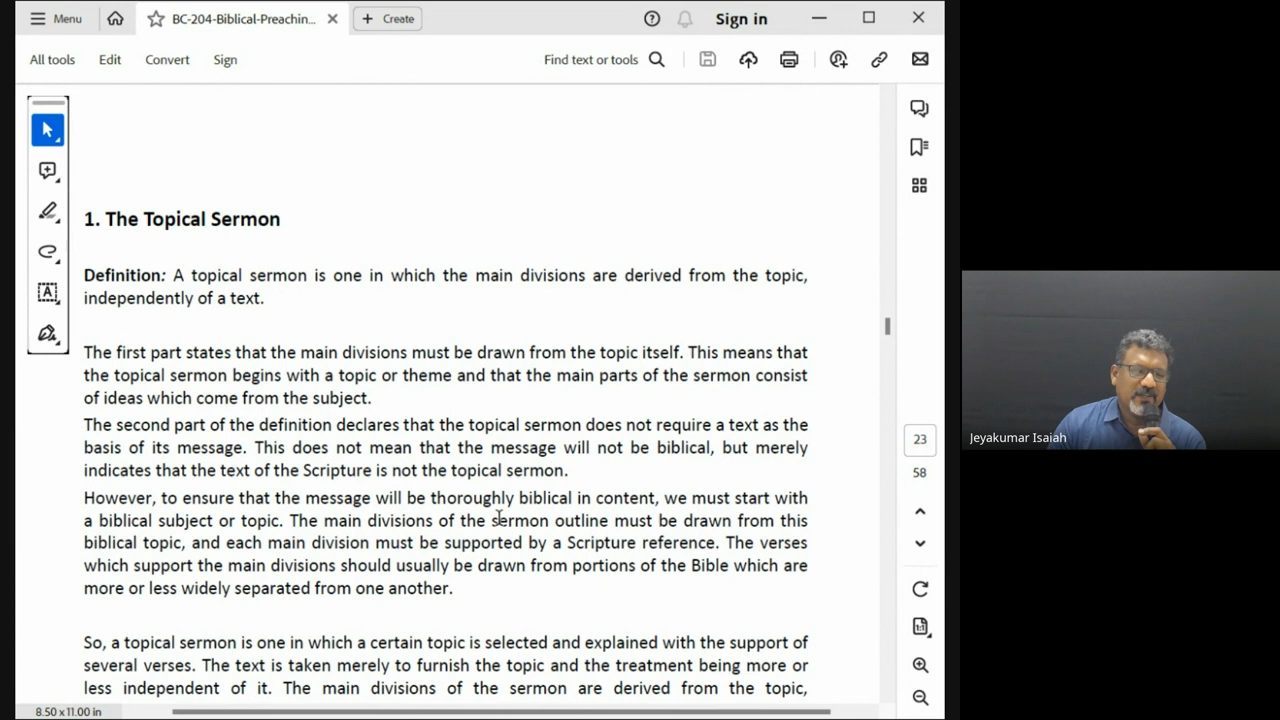 Menu
BC-204-Biblical-Preachin...
Create
Sign in
All tools
Edit
Convert
Sign
Find text or tools
1. The Topical Sermon
Definition: A topical sermon is one in which the main divisions are derived from the topic,
independently of a text.
The first part states that the main divisions must be drawn from the topic itself. This means that
the topical sermon begins with a topic or theme and that the main parts of the sermon consist
of ideas which come from the subject.
The second part of the definition declares that the topical sermon does not require a text as the
basis of its message. This does not mean that the message will not be biblical, but merely
indicates that the text of the Scripture is not the topical sermon.
However, to ensure that the message will be thoroughly biblical in content, we must start with
a biblical subject or topic. The main divisions of the sermon outline must be drawn from this
biblical topic, and each main division must be supported by a Scripture reference. The verses
which support the main divisions should usually be drawn from portions of the Bible which are
more or less widely separated from one another.
So, a topical sermon is one in which a certain topic is selected and explained with the support of
several verses. The text is taken merely to furnish the topic and the treatment being more or
less independent of it. The main divisions of the sermon are derived from the topic,
23
58
8.50 x 11.00 in
Jeyakumar Isaiah